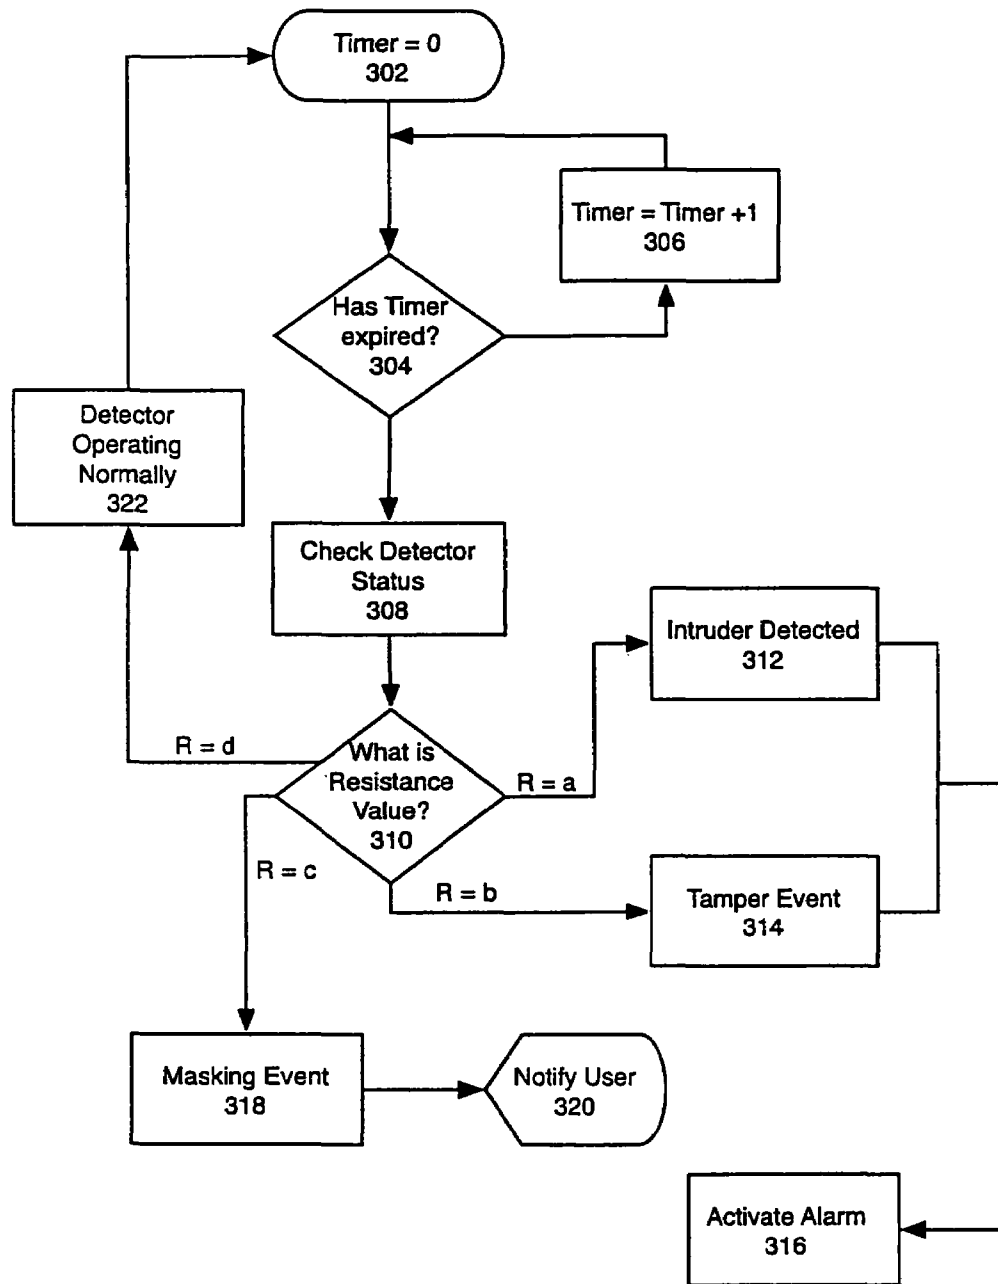 Timer = 0
302
Timer = Timer +1
306
Has Timer
expired?
304
Detector
Operating
Normally
322
Check Detector
Status
308
Intruder Detected
312
R = d
What is
Resistance
Value?
310
R = a
R = c
R = b
Tamper Event
314
Masking Event
318
Notify User
320
Activate Alarm
316